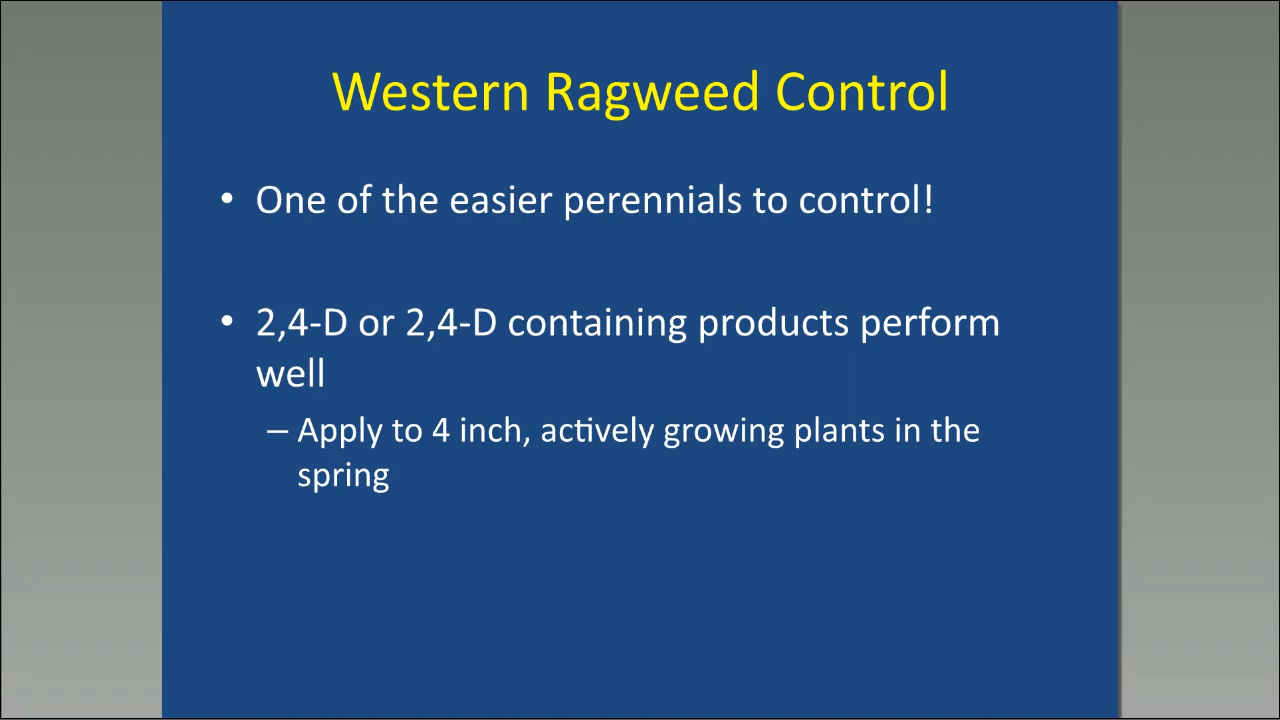 Western Ragweed Control
• One of the easier perennials to control!
• 2,4-D or 2,4-D containing products perform
well
– Apply to 4 inch, actively growing plants in the
spring